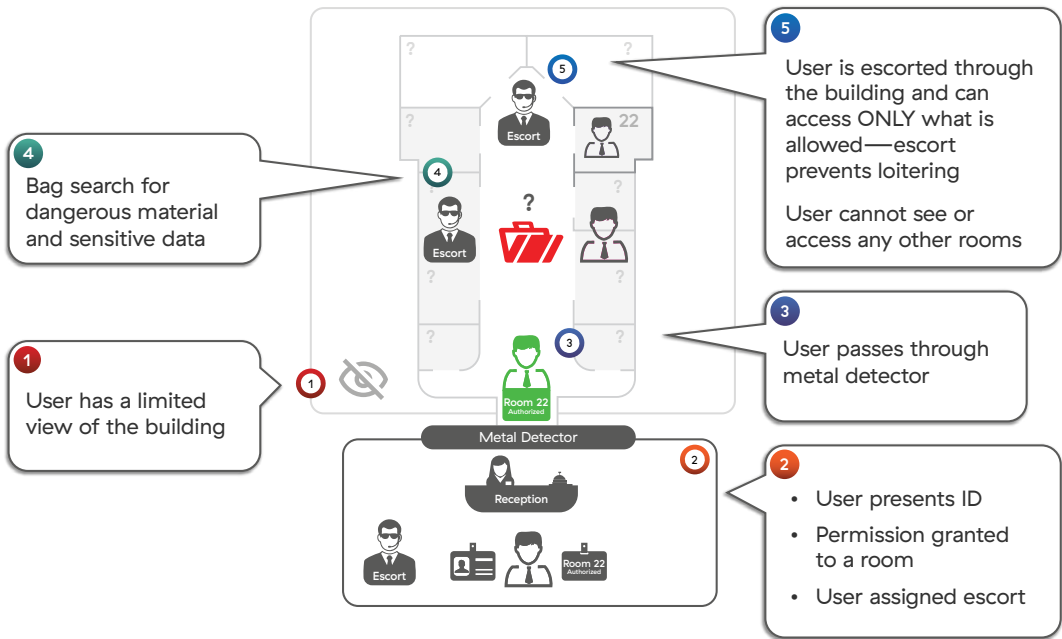 1
User has a limited
view of the building
2
• User presents ID
• Permission granted
to a room
• User assigned escort
3
User passes through
metal detector
4
Bag search for
dangerous material
and sensitive data
5
User is escorted through
the building and can
access ONLY what is
allowed—escort
prevents loitering
User cannot see or
access any other rooms
?
?
5
Escort
?
22
4
?
?
Escort
?
?
?
?
?
3
1
Room 22
Authorized
Metal Detector
2
Reception
Escort
Room 22
Authorized